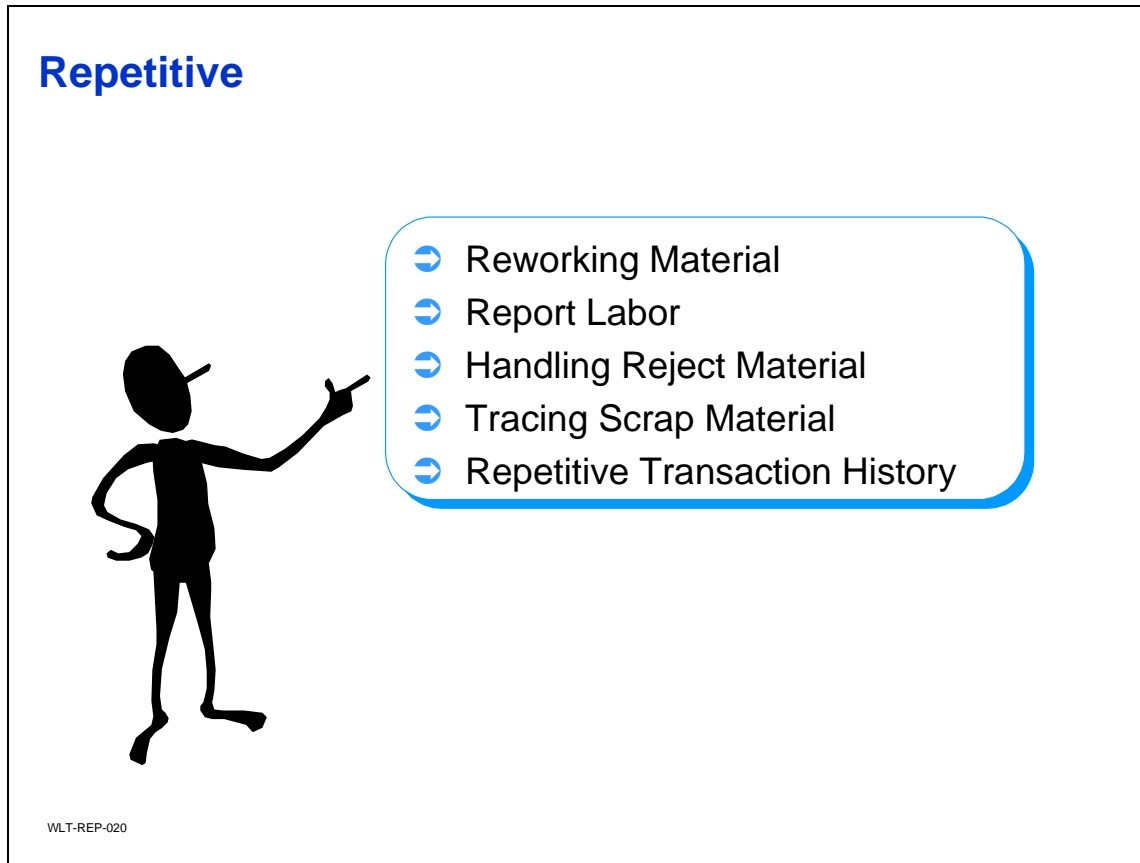 Repetitive
Reworking Material
Report Labor
Handling Reject Material
Tracing Scrap Material
Repetitive Transaction History
WLT-REP-020